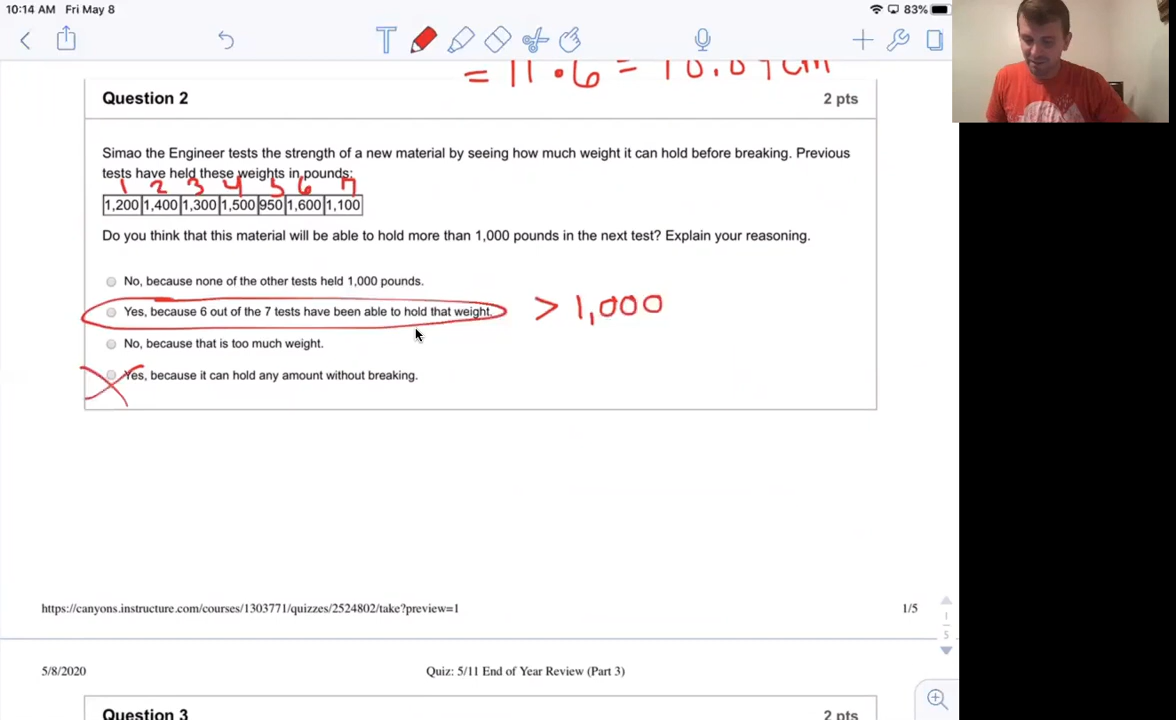 10:14 AM Fri May 8
83%
T
Question 2
2 pts
Simao the Engineer tests the strength of a new material by seeing how much weight it can hold before breaking. Previous
tests have held these weights in pounds:
1 2 3 4 5 6 7
1,200 1,400 1,300 1,500 950 1,600 1,100
Do you think that this material will be able to hold more than 1,000 pounds in the next test? Explain your reasoning.
No, because none of the other tests held 1,000 pounds.
Yes, because 6 out of the 7 tests have been able to hold that weight. > 1,000
No, because that is too much weight.
Yes, because it can hold any amount without breaking.
https://canyons.instructure.com/courses/1303771/quizzes/2524802/take?preview=1
1/5
1
5
5/8/2020
Quiz: 5/11 End of Year Review (Part 3)
Question 3
2 pts